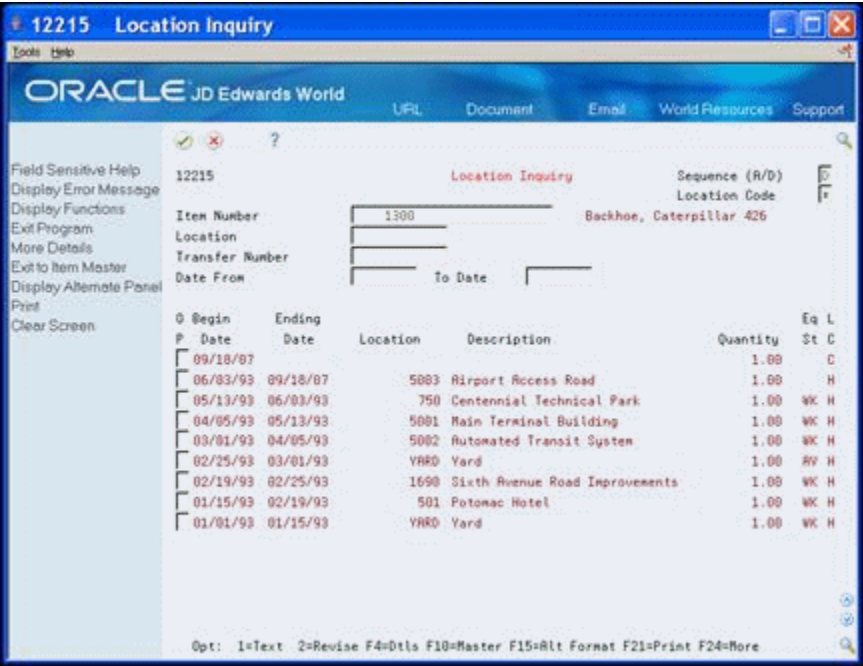 12215 Location Inquiry
Tools Help
ORACLE JD Edwards World
URL Document Email World Resources Support
?
Field Sensitive Help
Display Error Message
Display Functions
Exit Program
More Details
Exit to Item Master
Display Alternate Panel
Print
Clear Screen
12215 Location Inquiry Sequence (A/D) D
Location Code *
Item Number 1300 Backhoe, Caterpillar 426
Location
Transfer Number
Date From To Date
O Begin Ending Eq L
P Date Date Location Description Quantity St C
09/18/07 1.00 C
06/03/93 09/18/07 5003 Airport Access Road 1.00 H
05/13/93 06/03/93 750 Centennial Technical Park 1.00 WK H
04/05/93 05/13/93 5001 Main Terminal Building 1.00 WK H
03/01/93 04/05/93 5002 Automated Transit System 1.00 WK H
02/25/93 03/01/93 YARD Yard 1.00 AV H
02/19/93 02/25/93 1690 Sixth Avenue Road Improvements 1.00 WK H
01/15/93 02/19/93 501 Potomac Hotel 1.00 WK H
01/01/93 01/15/93 YARD Yard 1.00 WK H
Opt: 1=Text 2=Revise F4=Dtls F10=Master F15=Alt Format F21=Print F24=More